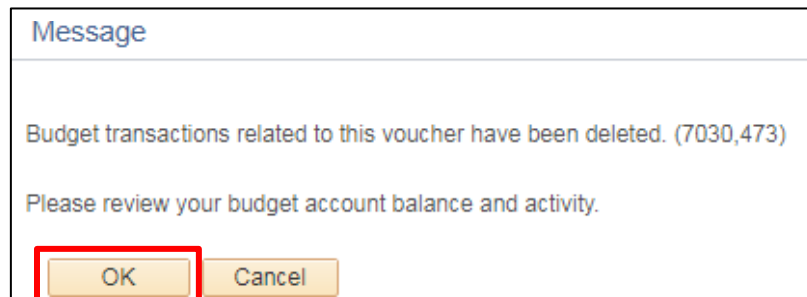 Message
Budget transactions related to this voucher have been deleted. (7030,473)
Please review your budget account balance and activity.
OK Cancel